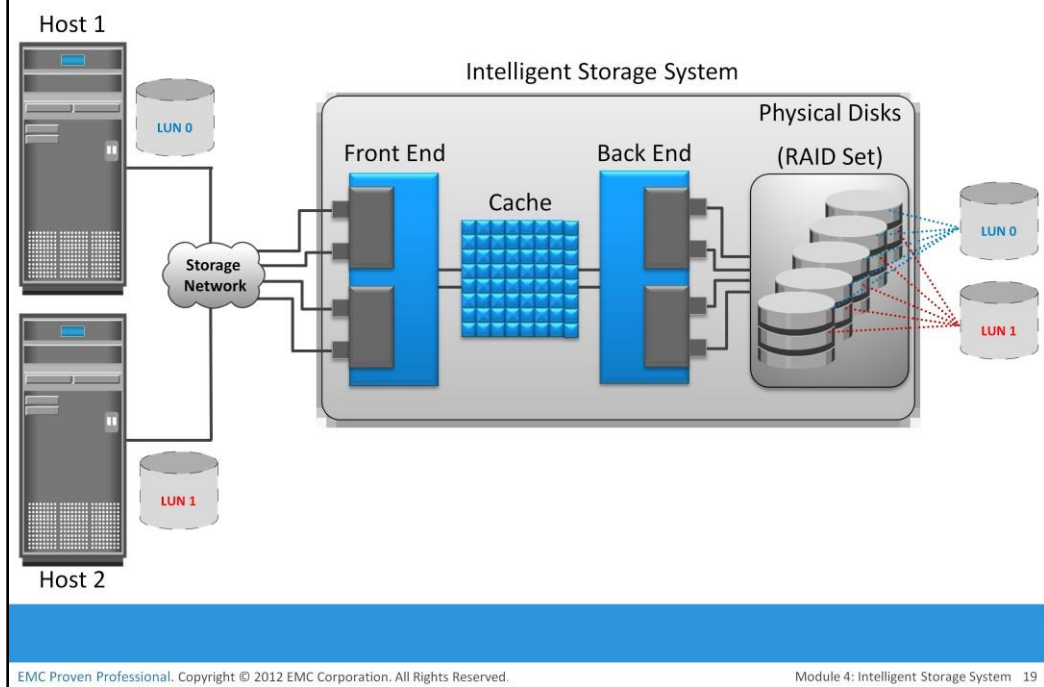 Host 1
LUN 0
Intelligent Storage System
Physical Disks
(RAID Set)
Front End
Back End
Cache
Storage
Network
LUN 0
LUN 1
LUN 1
Host 2
EMC Proven Professional. Copyright © 2012 EMC Corporation. All Rights Reserved.
Module 4: Intelligent Storage System 19